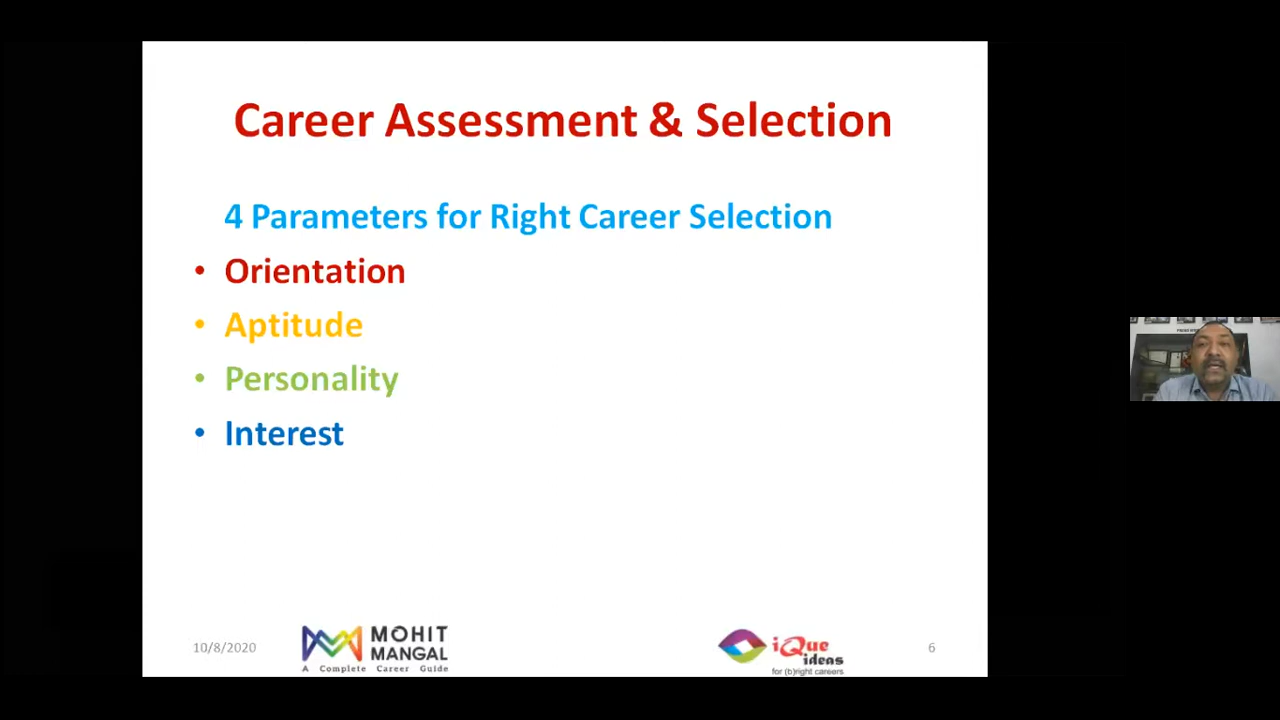 Career Assessment & Selection
4 Parameters for Right Career Selection
• Orientation
• Aptitude
• Personality
• Interest
10/8/2020
MOHIT
MANGAL
A Complete Career Guide
iQue
ideas
for (b)right careers
6